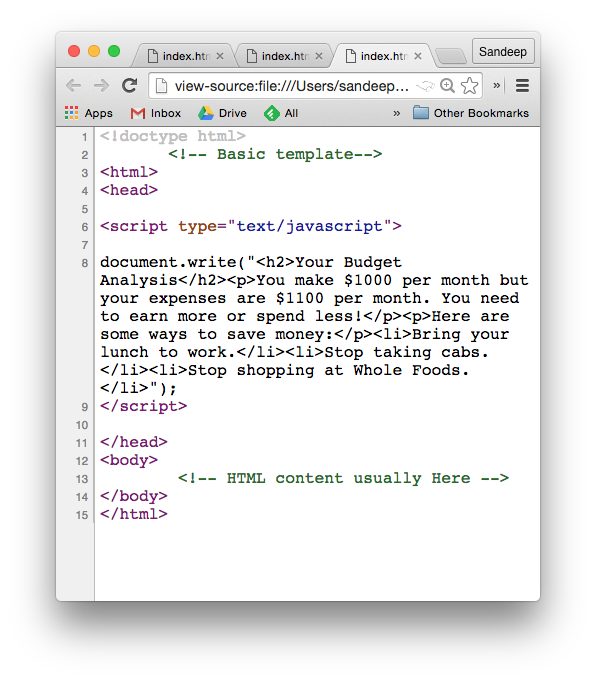 index.htm
index.htm
index.htm
Sandeep
view-source:file:///Users/sandeep...
»
Apps
Inbox
Drive
All
»
Other Bookmarks
1 <!doctype html>
2 <!-- Basic template-->
3 <html>
4 <head>
5
6 <script type="text/javascript">
7
8 document.write("<h2>Your Budget
Analysis</h2><p>You make $1000 per month but
your expenses are $1100 per month. You need
to earn more or spend less!</p><p>Here are
some ways to save money:</p><li>Bring your
lunch to work.</li><li>Stop taking cabs.
</li><li>Stop shopping at Whole Foods.
</li>");
9 </script>
10
11 </head>
12 <body>
13 <!-- HTML content usually Here -->
14 </body>
15 </html>